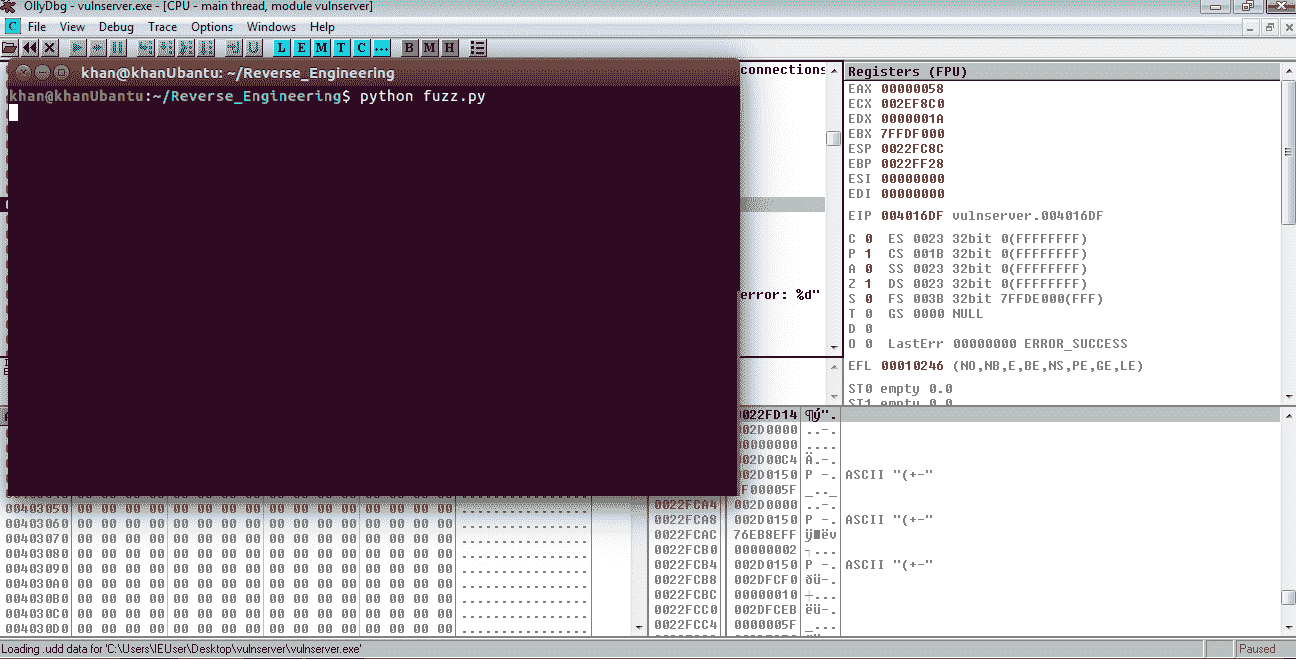 OllyDbg - vulnserver.exe - [CPU - main thread, module vulnserver]
C File View Debug Trace Options Windows Help
L E M T C ... B M H
khan@khanUbantu: ~/Reverse_Engineering
khan@khanUbantu:~/Reverse_Engineering$ python fuzz.py
connections
error: %d"
Registers (FPU)
EAX 00000058
ECX 002EF8C0
EDX 0000001A
EBX 7FFDF000
ESP 0022FC8C
EBP 0022FF28
ESI 00000000
EDI 00000000
EIP 004016DF vulnserver.004016DF
C 0 ES 0023 32bit 0(FFFFFFFF)
P 1 CS 001B 32bit 0(FFFFFFFF)
A 0 SS 0023 32bit 0(FFFFFFFF)
Z 1 DS 0023 32bit 0(FFFFFFFF)
S 0 FS 003B 32bit 7FFDE000(FFF)
T 0 GS 0000 NULL
D 0
O 0 LastErr 00000000 ERROR_SUCCESS
EFL 00010246 (NO,NB,E,BE,NS,PE,GE,LE)
ST0 empty 0.0
ST1 empty 0.0
00403050 00 00 00 00 00 00 00 00 00 00 00 00 00 00 00 00 ................
00403060 00 00 00 00 00 00 00 00 00 00 00 00 00 00 00 00 ................
00403070 00 00 00 00 00 00 00 00 00 00 00 00 00 00 00 00 ................
00403080 00 00 00 00 00 00 00 00 00 00 00 00 00 00 00 00 ................
00403090 00 00 00 00 00 00 00 00 00 00 00 00 00 00 00 00 ................
004030A0 00 00 00 00 00 00 00 00 00 00 00 00 00 00 00 00 ................
004030B0 00 00 00 00 00 00 00 00 00 00 00 00 00 00 00 00 ................
004030C0 00 00 00 00 00 00 00 00 00 00 00 00 00 00 00 00 ................
004030D0 00 00 00 00 00 00 00 00 00 00 00 00 00 00 00 00 ................
022FD14 ¶ý".
02D0000 ..-.
0000000 ....
02D00C4 Ä.-.
02D0150 P -. ASCII "(+-"
F00005F _.._
0022FCA4 002D0000 ..-.
0022FCA8 002D0150 P -. ASCII "(+-"
0022FCAC 76EB8EFF
0022FCB0 00000002 ┐...
0022FCB4 002D0150 P -. ASCII "(+-"
0022FCB8 002DFCF0 ðü-.
0022FCBC 00000010 +...
0022FCC0 002DFCEB ëü-.
0022FCC4 0000005F _...
Loading .udd data for 'C:\Users\IEUser\Desktop\vulnserver\vulnserver.exe'
Paused